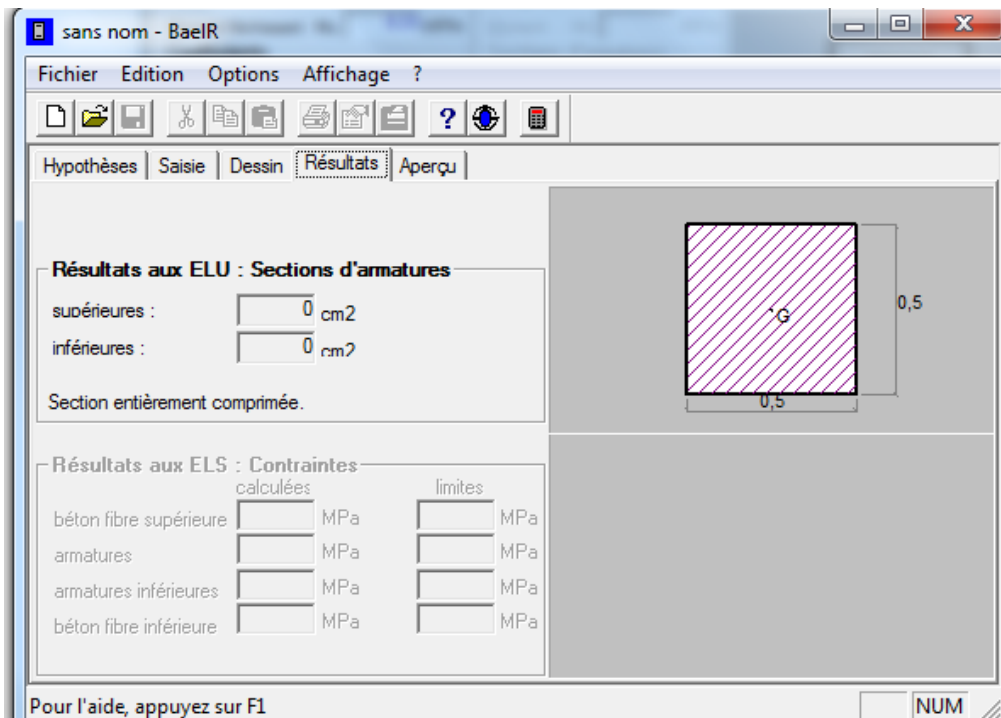 sans nom - BaelR
Fichier Edition Options Affichage ?
Hypothèses Saisie Dessin Résultats Aperçu
Résultats aux ELU : Sections d'armatures
supérieures : 0 cm2
inférieures : 0 cm2
Section entièrement comprimée.
Résultats aux ELS : Contraintes
calculées limites
béton fibre supérieure MPa MPa
armatures MPa MPa
armatures inférieures MPa MPa
béton fibre inférieure MPa MPa
G
0,5
0,5
Pour l'aide, appuyez sur F1
NUM